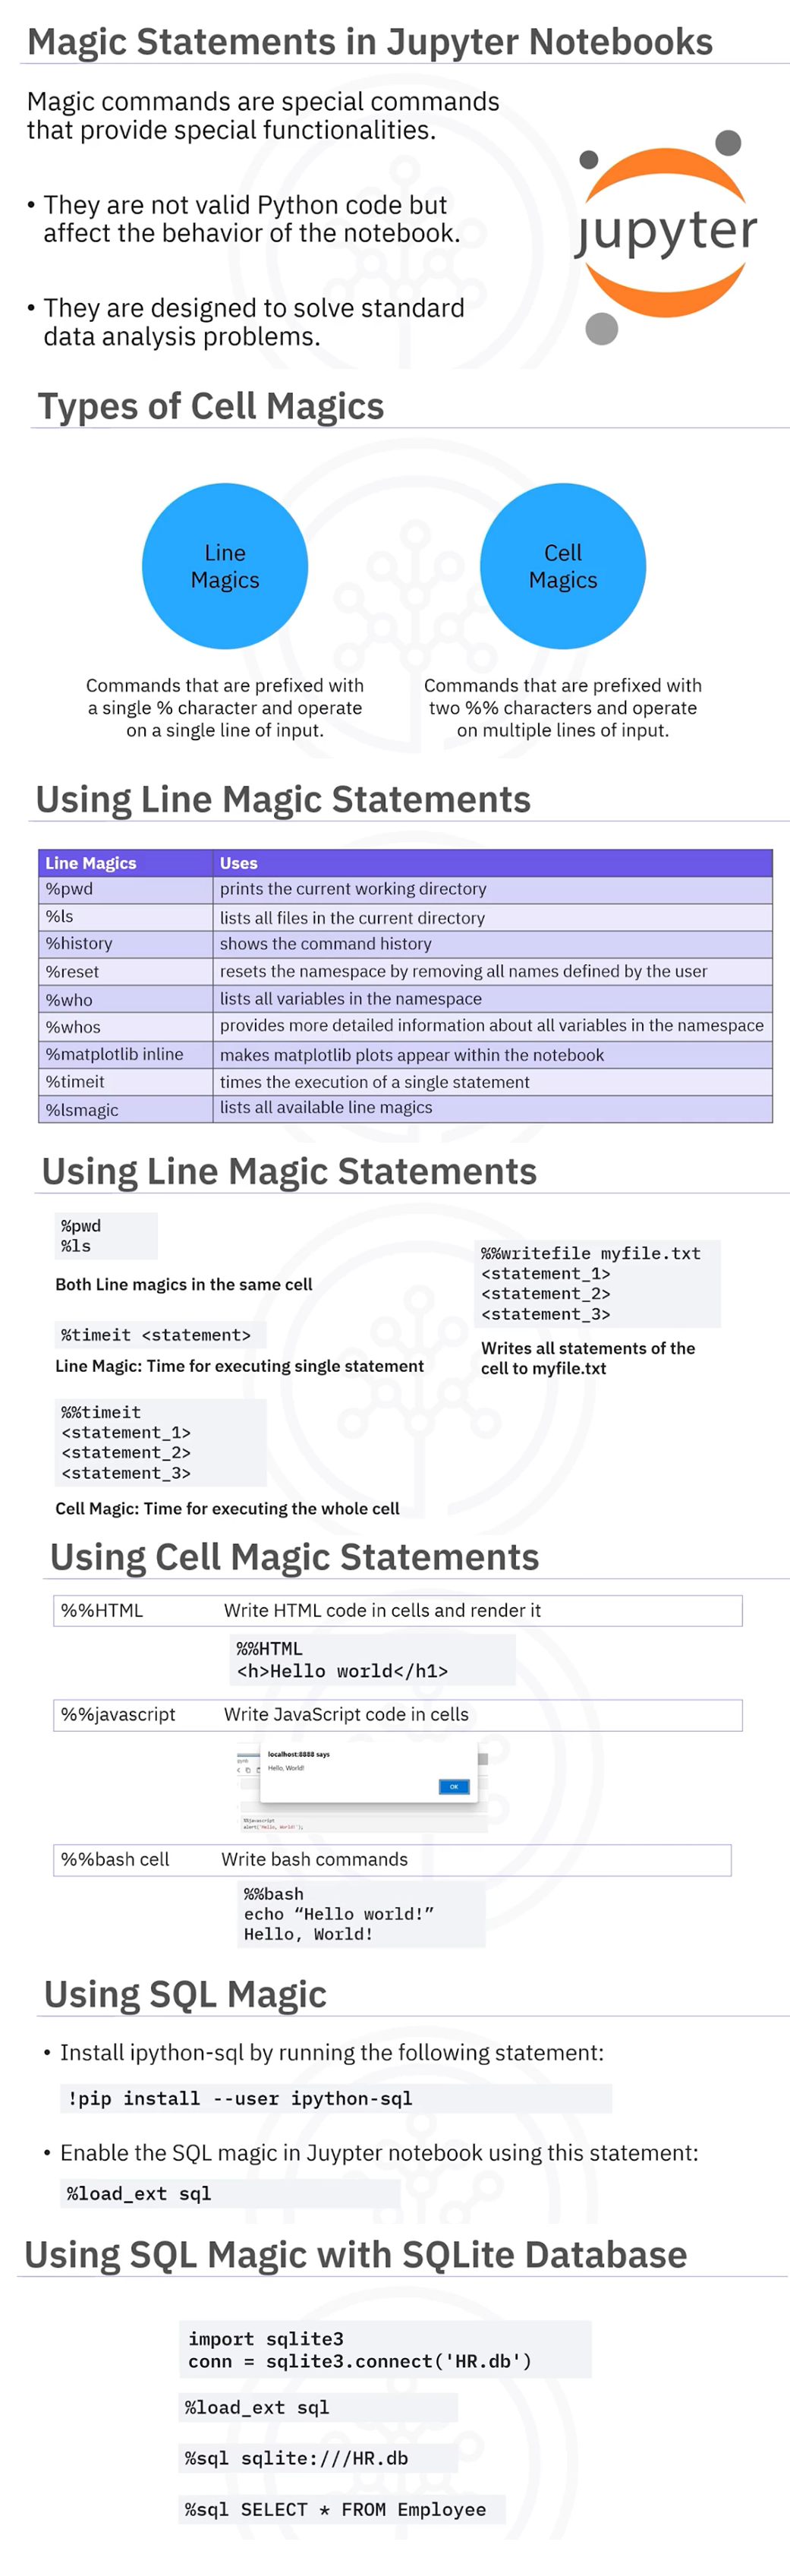 Magic Statements in Jupyter Notebooks
Magic commands are special commands
that provide special functionalities.
• They are not valid Python code but
affect the behavior of the notebook.
• They are designed to solve standard
data analysis problems.
jupyter
Types of Cell Magics
Line
Magics
Commands that are prefixed with
a single % character and operate
on a single line of input.
Cell
Magics
Commands that are prefixed with
two %% characters and operate
on multiple lines of input.
Using Line Magic Statements
Line Magics Uses
%pwd prints the current working directory
%ls lists all files in the current directory
%history shows the command history
%reset resets the namespace by removing all names defined by the user
%who lists all variables in the namespace
%whos provides more detailed information about all variables in the namespace
%matplotlib inline makes matplotlib plots appear within the notebook
%timeit times the execution of a single statement
%lsmagic lists all available line magics
Using Line Magic Statements
%pwd
%ls
Both Line magics in the same cell
%timeit <statement>
Line Magic: Time for executing single statement
%%timeit
<statement_1>
<statement_2>
<statement_3>
Cell Magic: Time for executing the whole cell
%%writefile myfile.txt
<statement_1>
<statement_2>
<statement_3>
Writes all statements of the
cell to myfile.txt
Using Cell Magic Statements
%%HTML Write HTML code in cells and render it
%%HTML
<h>Hello world</h1>
%%javascript Write JavaScript code in cells
localhost:8888 says
Hello, World!
OK
%%javascript
alert('Hello, World!');
%%bash cell Write bash commands
%%bash
echo “Hello world!”
Hello, World!
Using SQL Magic
• Install ipython-sql by running the following statement:
!pip install --user ipython-sql
• Enable the SQL magic in Juypter notebook using this statement:
%load_ext sql
Using SQL Magic with SQLite Database
import sqlite3
conn = sqlite3.connect('HR.db')
%load_ext sql
%sql sqlite:///HR.db
%sql SELECT * FROM Employee